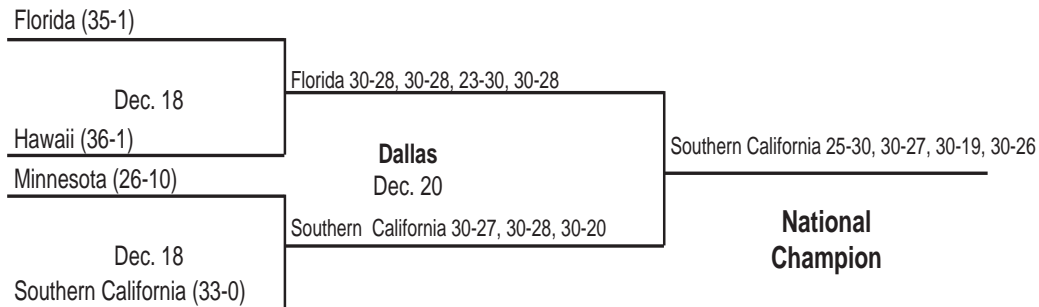 Florida (35-1)
Florida 30-28, 30-28, 23-30, 30-28
Dec. 18
Hawaii (36-1)
Southern California 25-30, 30-27, 30-19, 30-26
Dallas
Minnesota (26-10)
Dec. 20
Southern California 30-27, 30-28, 30-20
National
Champion
Dec. 18
Southern California (33-0)